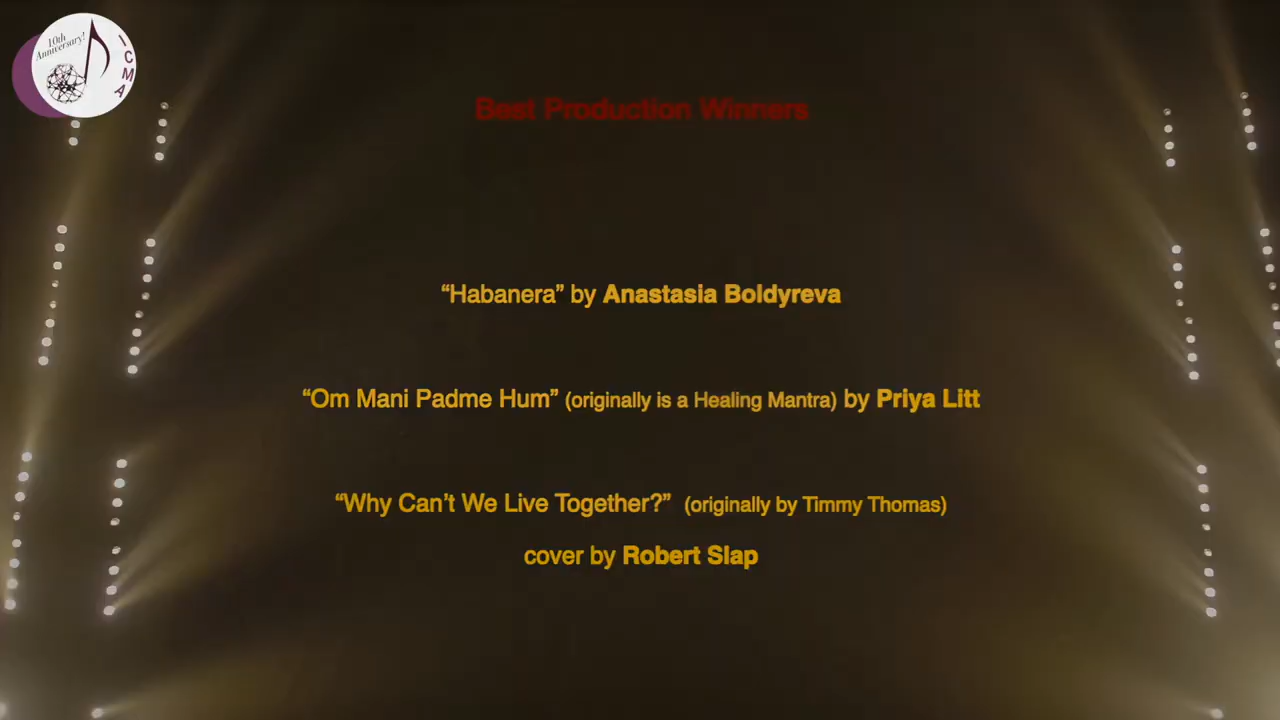 10th
Anniversary!
ICMA
Best Production Winners
“Habanera” by Anastasia Boldyreva
“Om Mani Padme Hum” (originally is a Healing Mantra) by Priya Litt
“Why Can’t We Live Together?” (originally by Timmy Thomas)
cover by Robert Slap